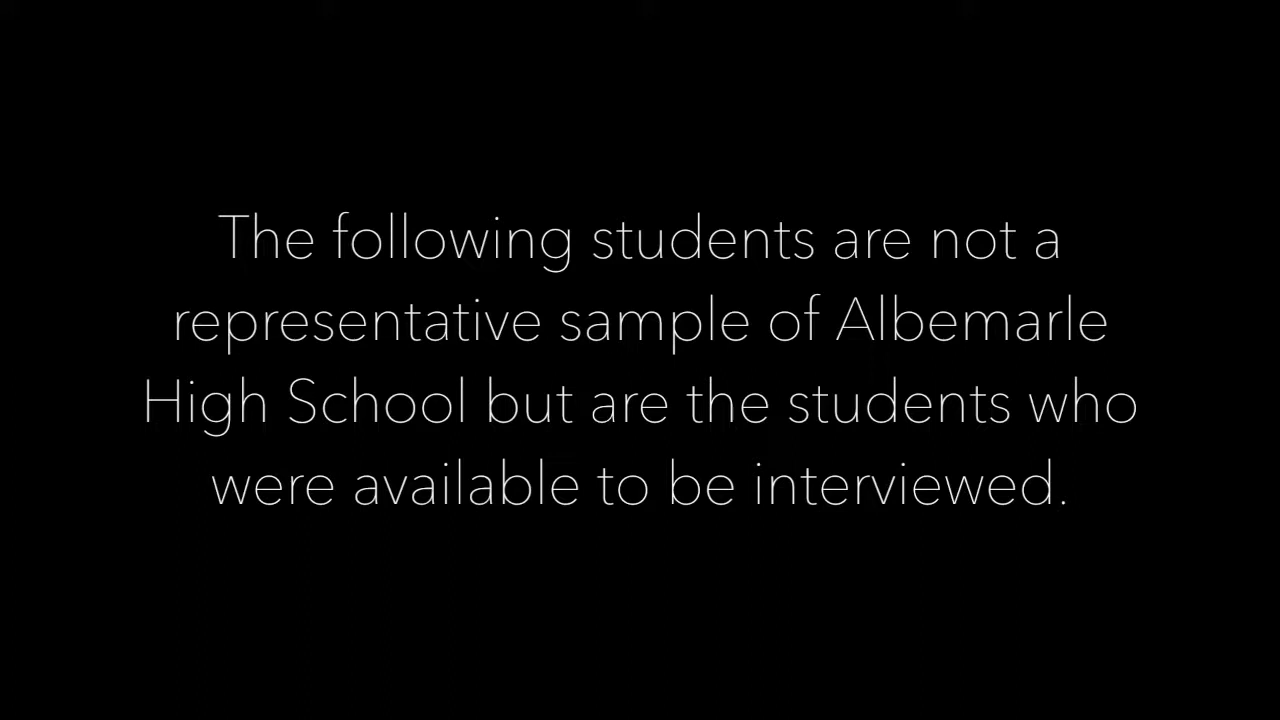 The following students are not a
representative sample of Albemarle
High School but are the students who
were available to be interviewed.